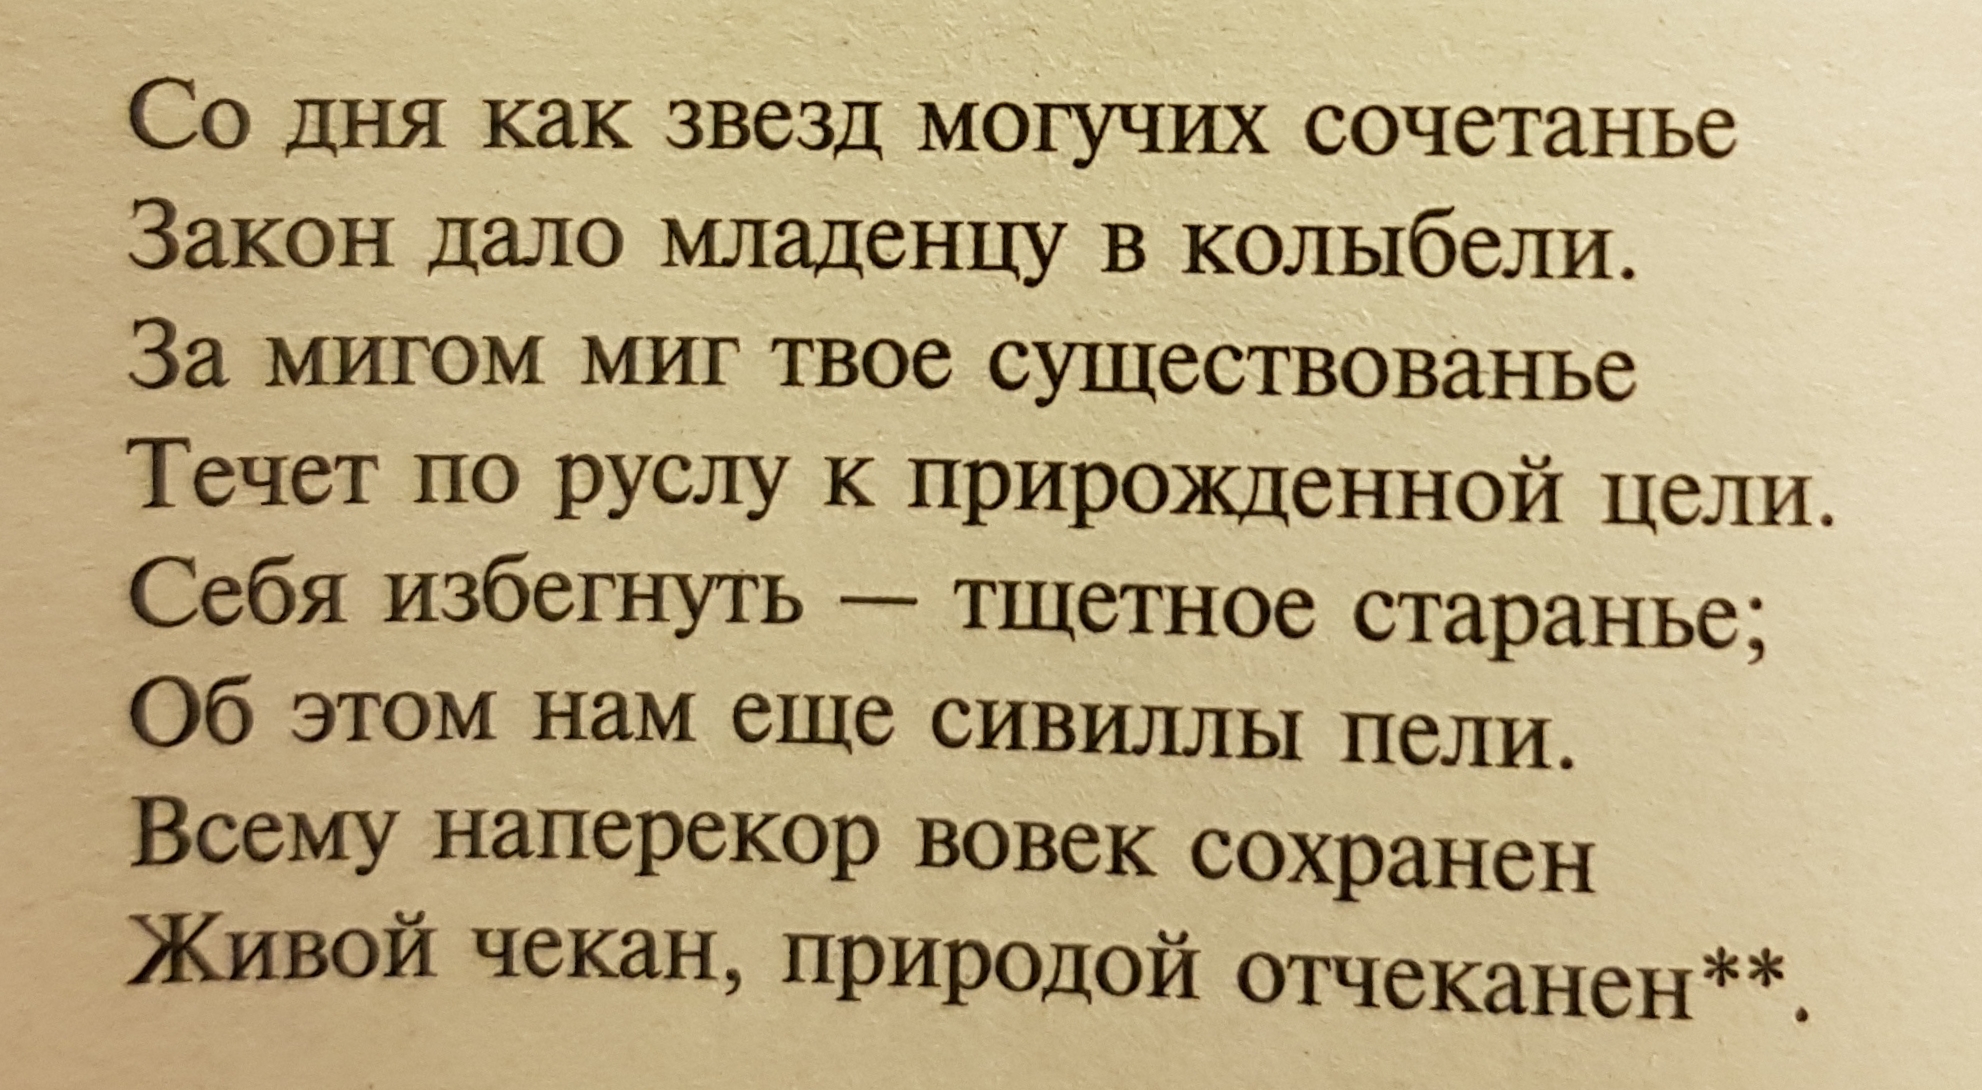 Со дня как звезд могучих сочетанье
Закон дало младенцу в колыбели.
За мигом миг твое существованье
Течет по руслу к прирожденной цели.
Себя избегнуть — тщетное старанье;
Об этом нам еще сивиллы пели.
Всему наперекор вовек сохранен
Живой чекан, природой отчеканен**.